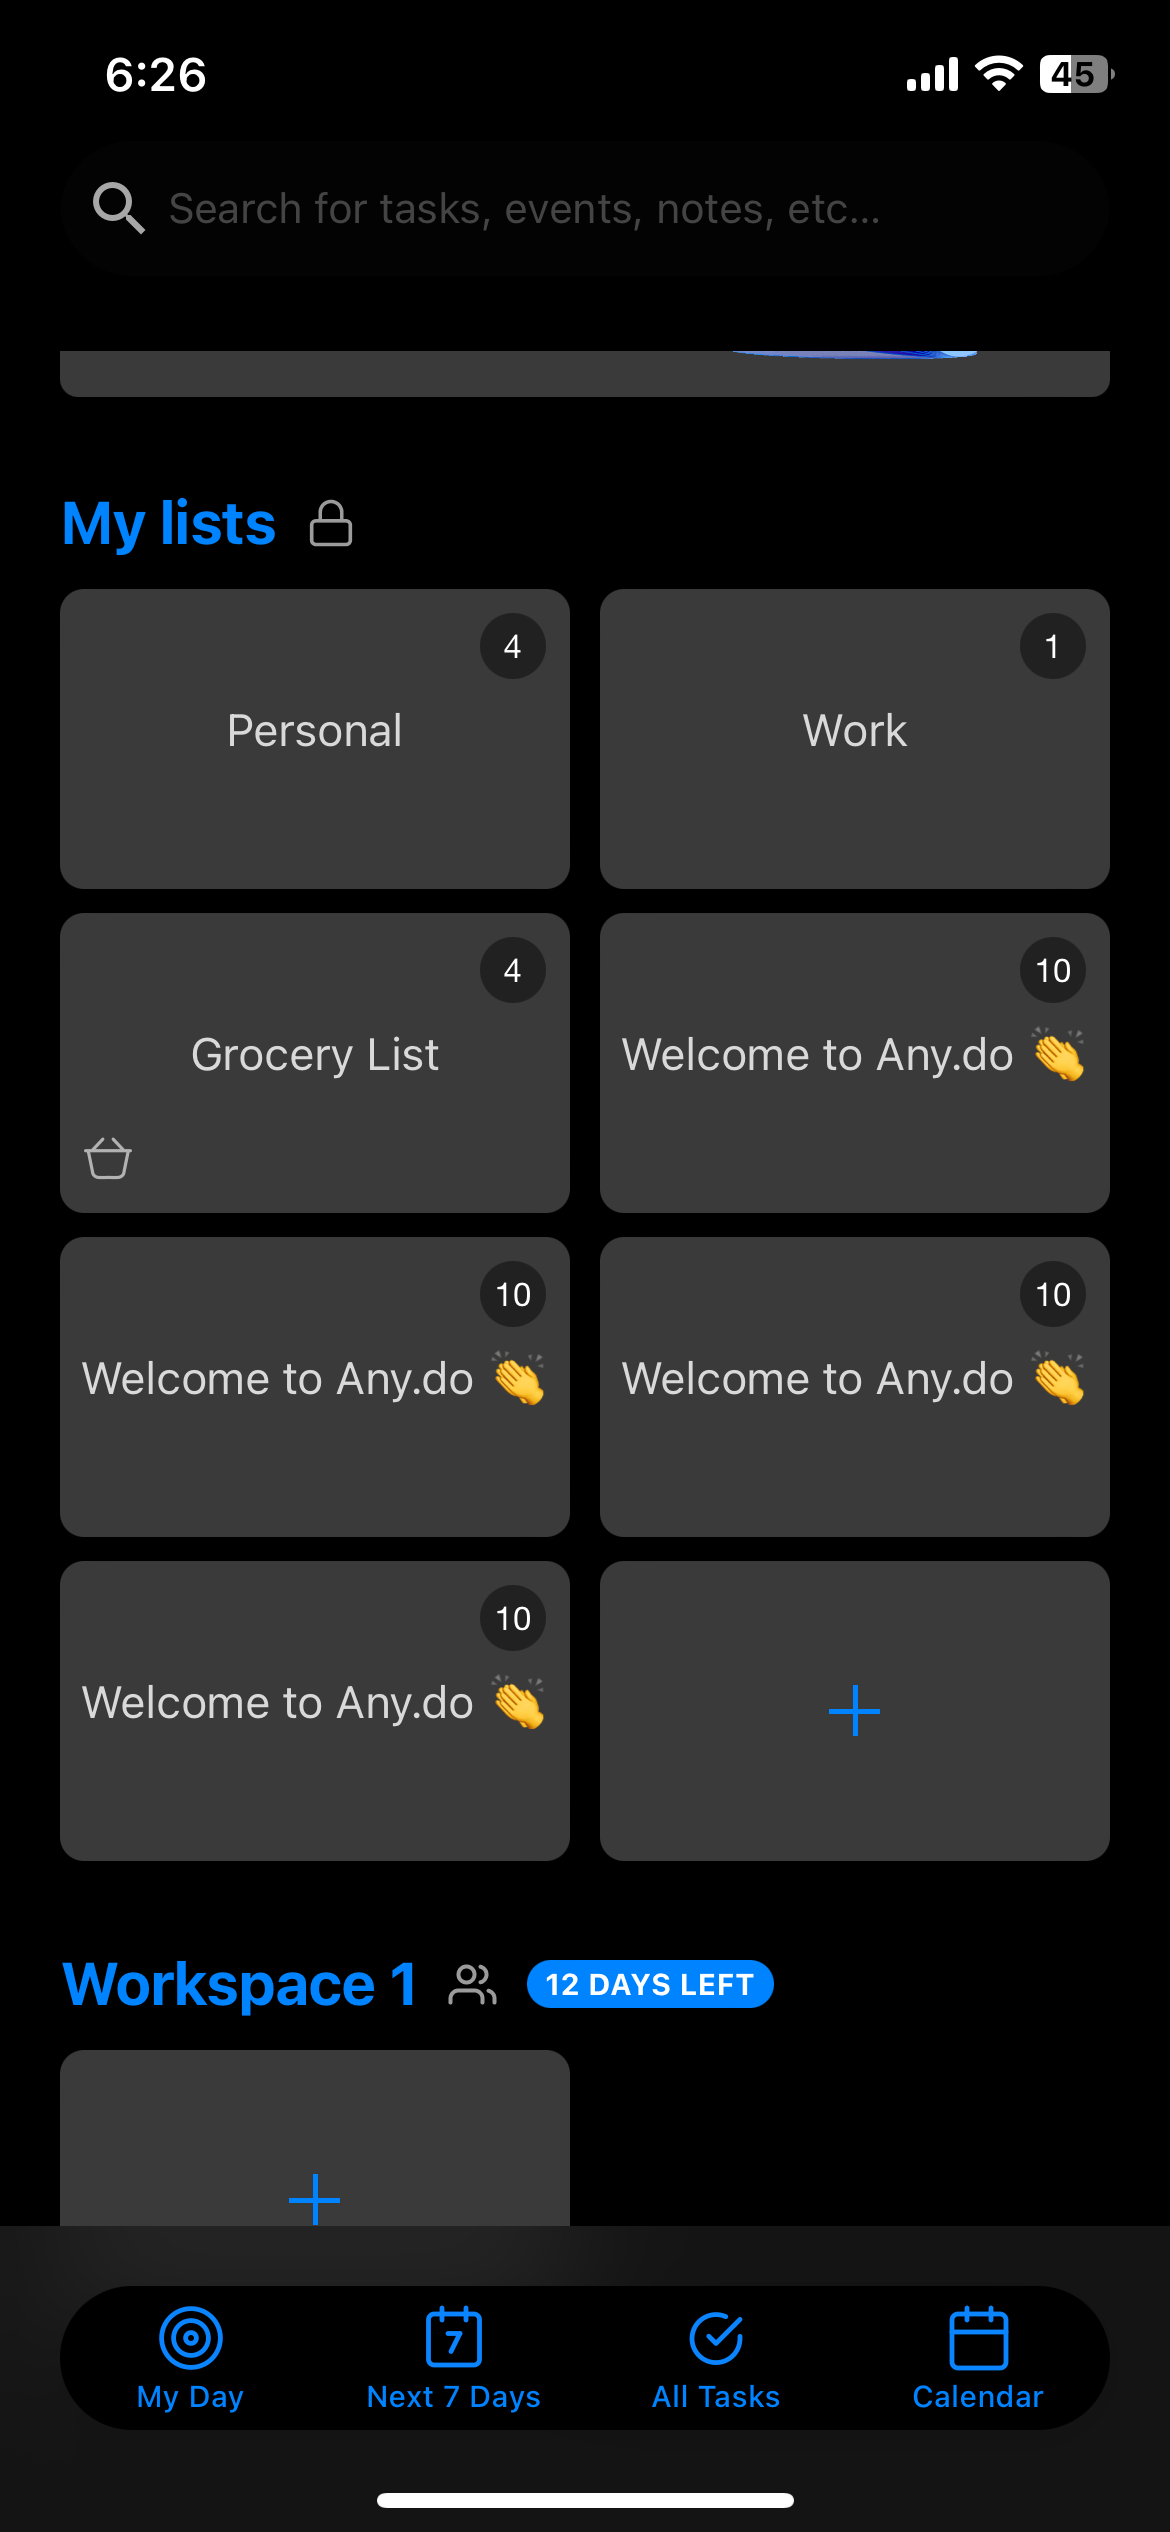 6:26
45
Search for tasks, events, notes, etc...
My lists
4
Personal
1
Work
4
Grocery List
10
Welcome to Any.do 👏
10
Welcome to Any.do 👏
10
Welcome to Any.do 👏
10
Welcome to Any.do 👏
Workspace 1
12 DAYS LEFT
7
My Day
Next 7 Days
All Tasks
Calendar